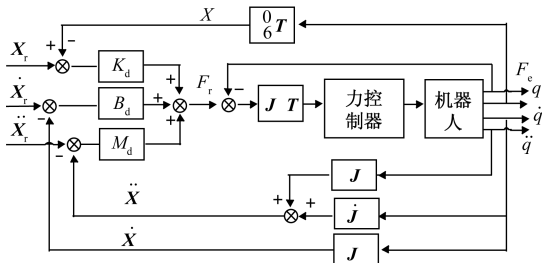 X
0
6 T
+ −
X_r
K_d
F_r
−
F_e
q
Ẋ_r
B_d
+
+
+
J T
力控
制器
机器
人
q̇
q̈
Ẍ_r
−
−
M_d
J
Ẍ
+ +
J̇
Ẋ
J